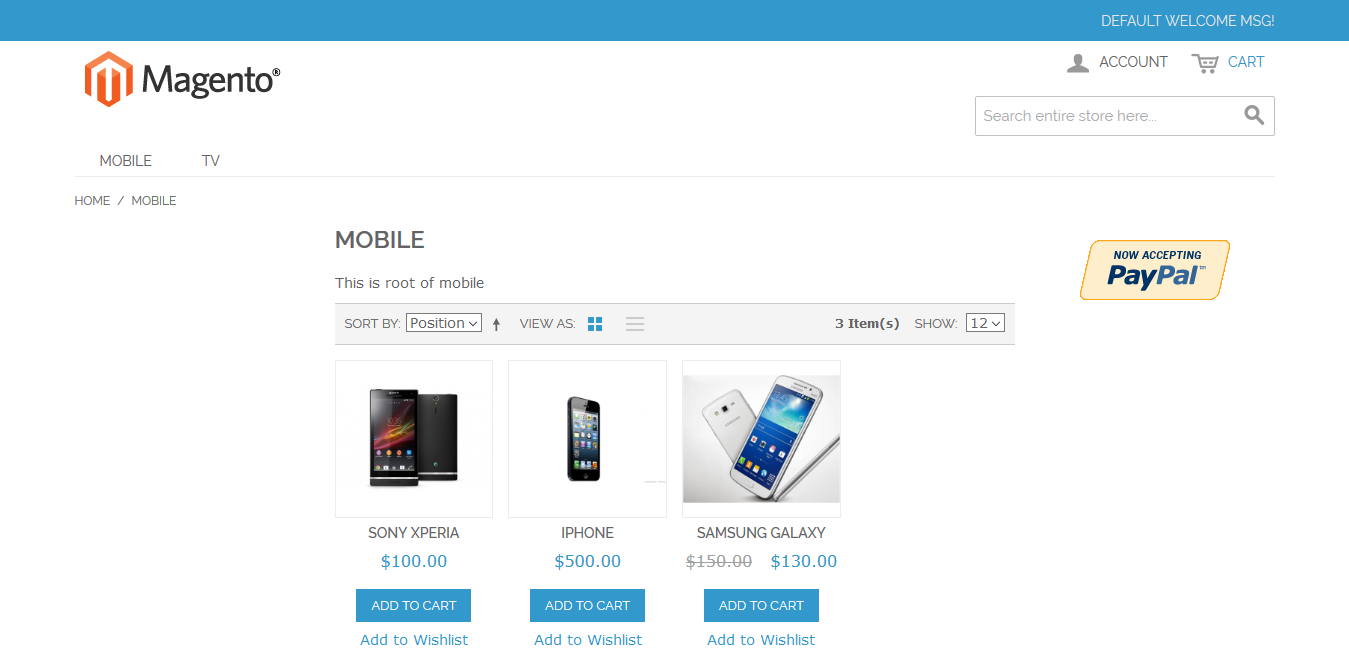 DEFAULT WELCOME MSG!
Magento®
ACCOUNT CART
Search entire store here...
MOBILE TV
HOME / MOBILE
MOBILE
NOW ACCEPTING
PayPal™
This is root of mobile
SORT BY: Position VIEW AS: 3 Item(s) SHOW: 12
SONY XPERIA IPHONE SAMSUNG GALAXY
$100.00 $500.00 $150.00 $130.00
ADD TO CART ADD TO CART ADD TO CART
Add to Wishlist Add to Wishlist Add to Wishlist